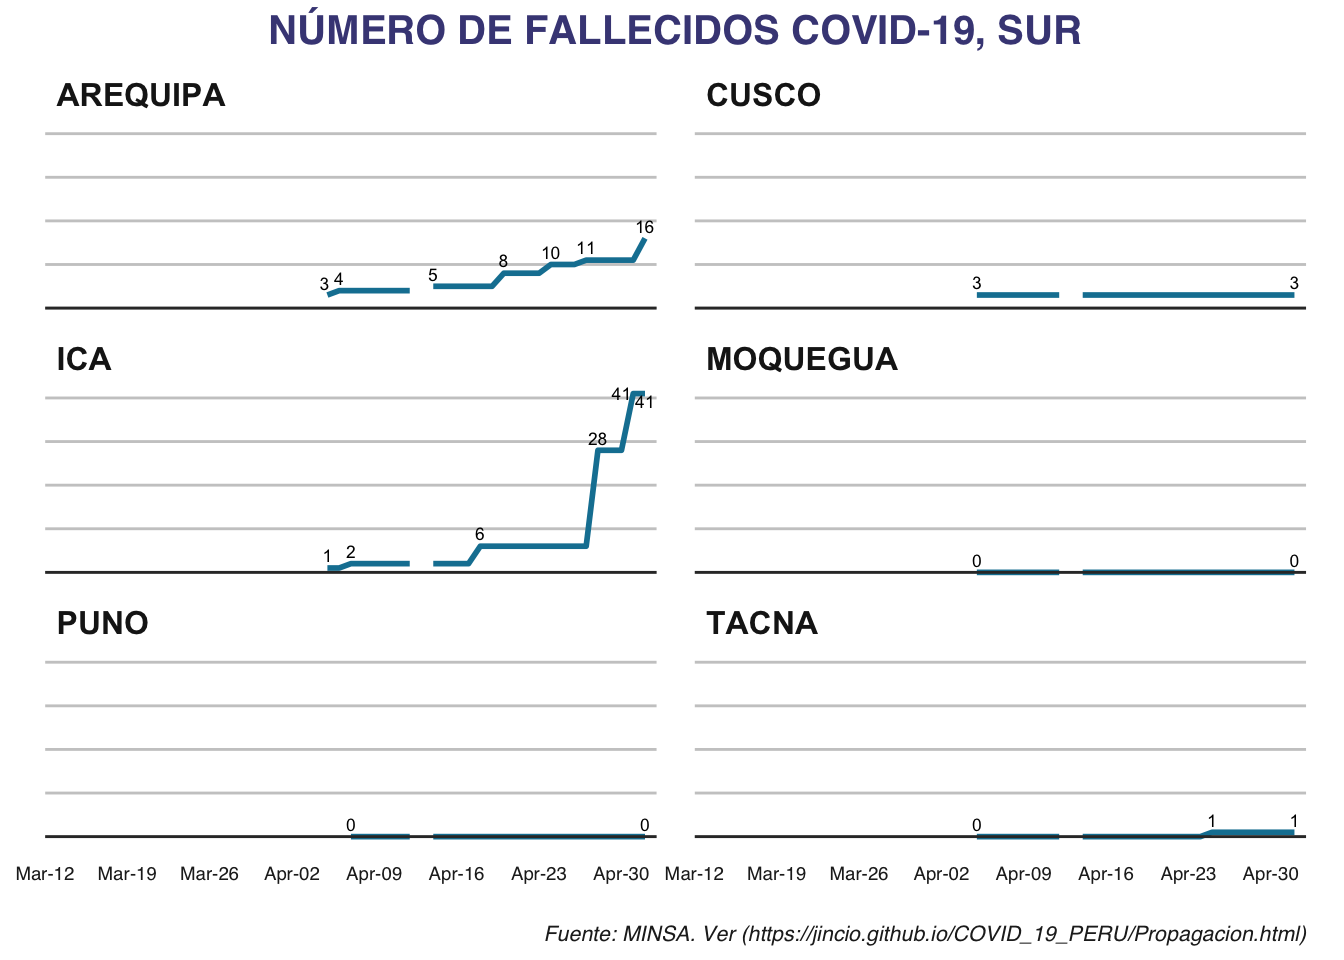 NÚMERO DE FALLECIDOS COVID-19, SUR
AREQUIPA
3 4 5 8 10 11 16
CUSCO
3 3
ICA
1 2 6 28 41 41
MOQUEGUA
0 0
PUNO
0 0
TACNA
0 1 1
Mar-12 Mar-19 Mar-26 Apr-02 Apr-09 Apr-16 Apr-23 Apr-30 Mar-12 Mar-19 Mar-26 Apr-02 Apr-09 Apr-16 Apr-23 Apr-30
Fuente: MINSA. Ver (https://jincio.github.io/COVID_19_PERU/Propagacion.html)